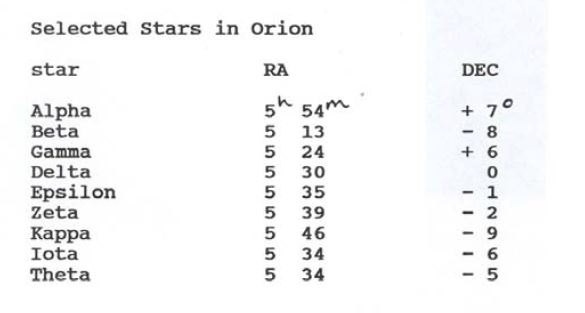 Selected Stars in Orion
star RA DEC
Alpha 5h 54m + 7°
Beta 5 13 - 8
Gamma 5 24 + 6
Delta 5 30 0
Epsilon 5 35 - 1
Zeta 5 39 - 2
Kappa 5 46 - 9
Iota 5 34 - 6
Theta 5 34 - 5